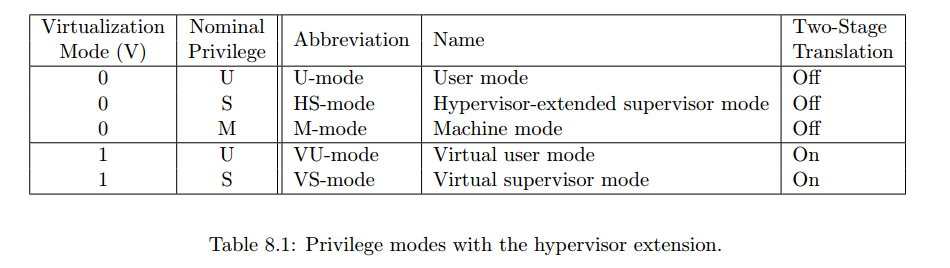 Virtualization Mode (V) Nominal Privilege Abbreviation Name Two-Stage Translation
0 U U-mode User mode Off
0 S HS-mode Hypervisor-extended supervisor mode Off
0 M M-mode Machine mode Off
1 U VU-mode Virtual user mode On
1 S VS-mode Virtual supervisor mode On
Table 8.1: Privilege modes with the hypervisor extension.